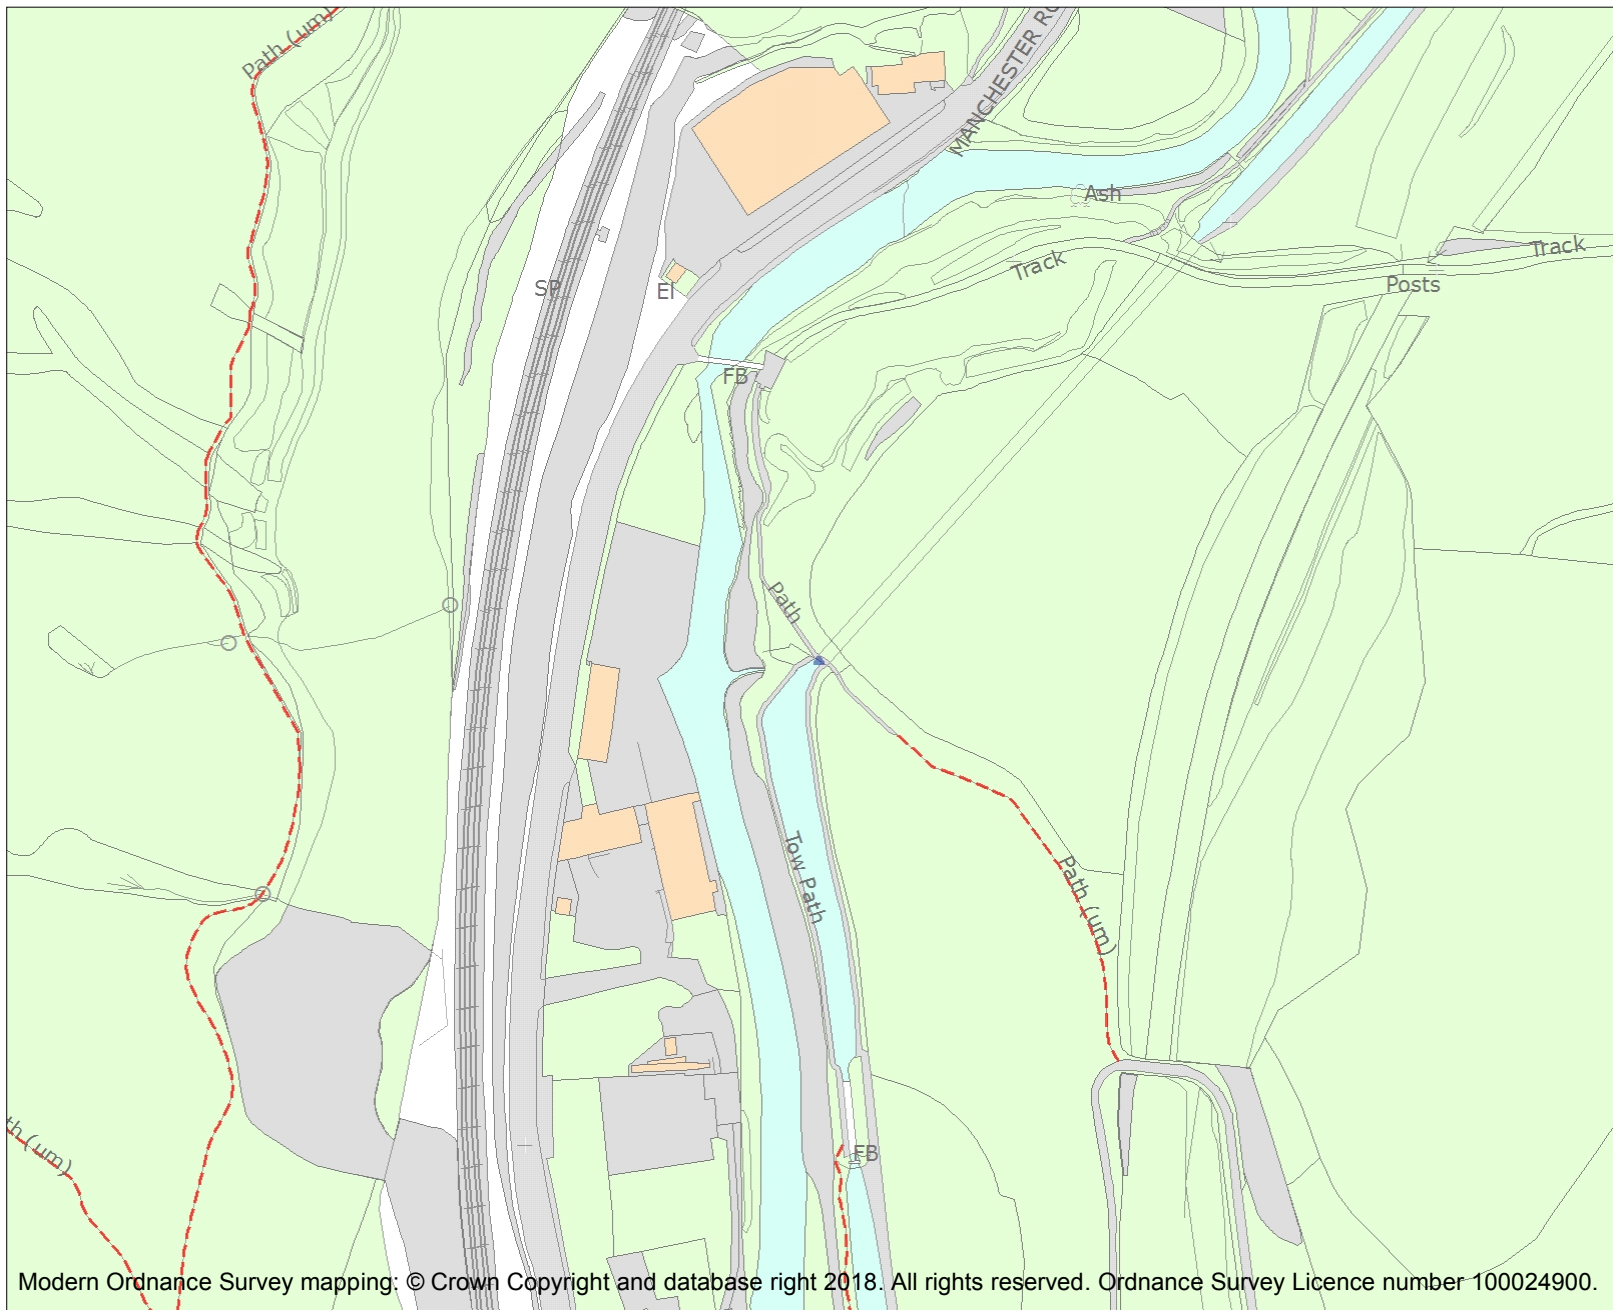 Path (um)
MANCHESTER RO
Ash
Track
Track
SP
El
Posts
FB
Path
Tow Path
Path (um)
th (um)
FB
Modern Ordnance Survey mapping: © Crown Copyright and database right 2018. All rights reserved. Ordnance Survey Licence number 100024900.